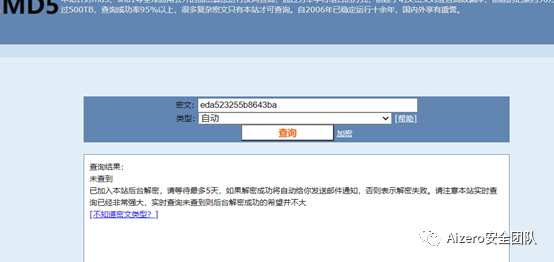 MD5
过500TB，查询成功率95%以上，很多复杂密文只有本站才可查询。自2006年已稳定运行十余年，国内外享有盛誉。
密文: eda523255b8643ba
类型: 自动 [帮助]
查询 加密
查询结果:
未查到
已加入本站后台解密，请等待最多5天，如果解密成功将自动给你发送邮件通知，否则表示解密失败。请注意本站实时查
询已经非常强大，实时查询未查到则后台解密成功的希望并不大
[不知道密文类型？]
Aizero安全团队